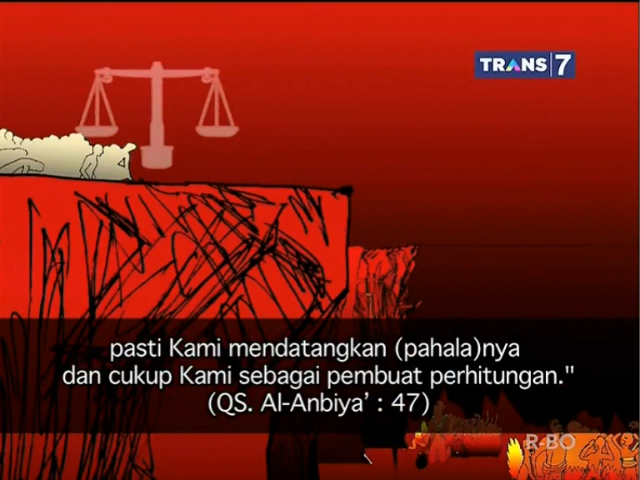 TRANS 7
pasti Kami mendatangkan (pahala)nya
dan cukup Kami sebagai pembuat perhitungan."
(QS. Al-Anbiya' : 47)
R-BO